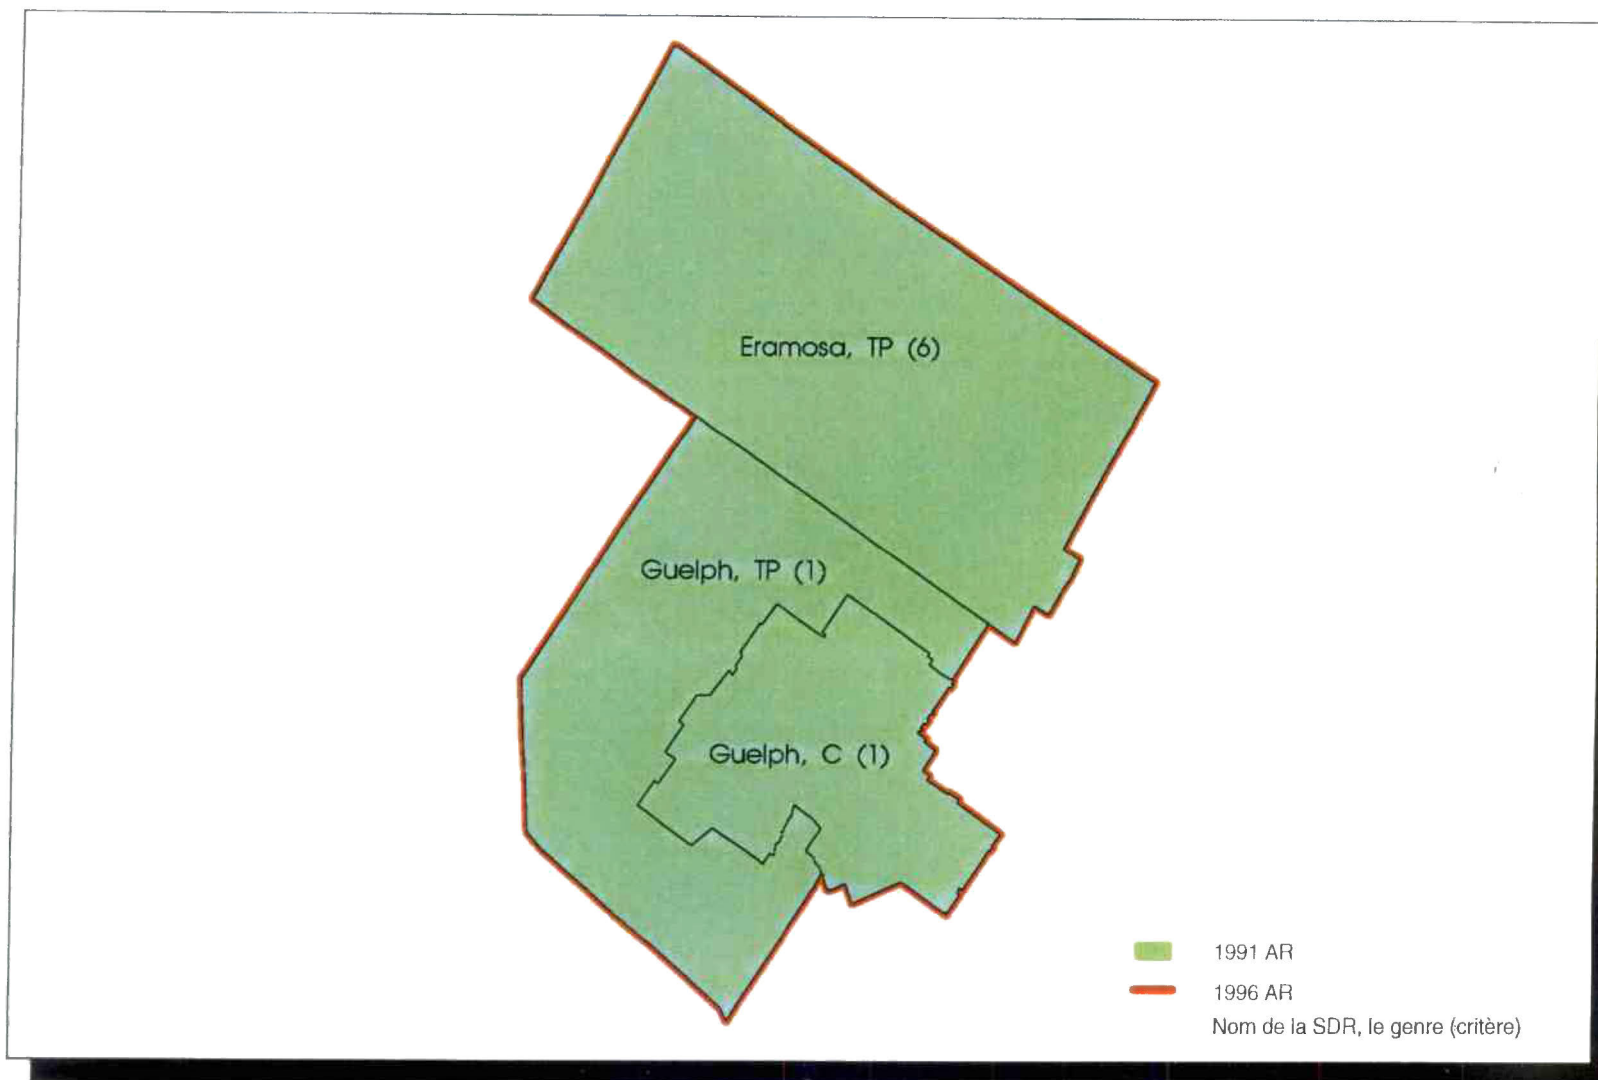 Eramosa, TP (6)
Guelph, TP (1)
Guelph, C (1)
1991 AR
1996 AR
Nom de la SDR, le genre (critère)